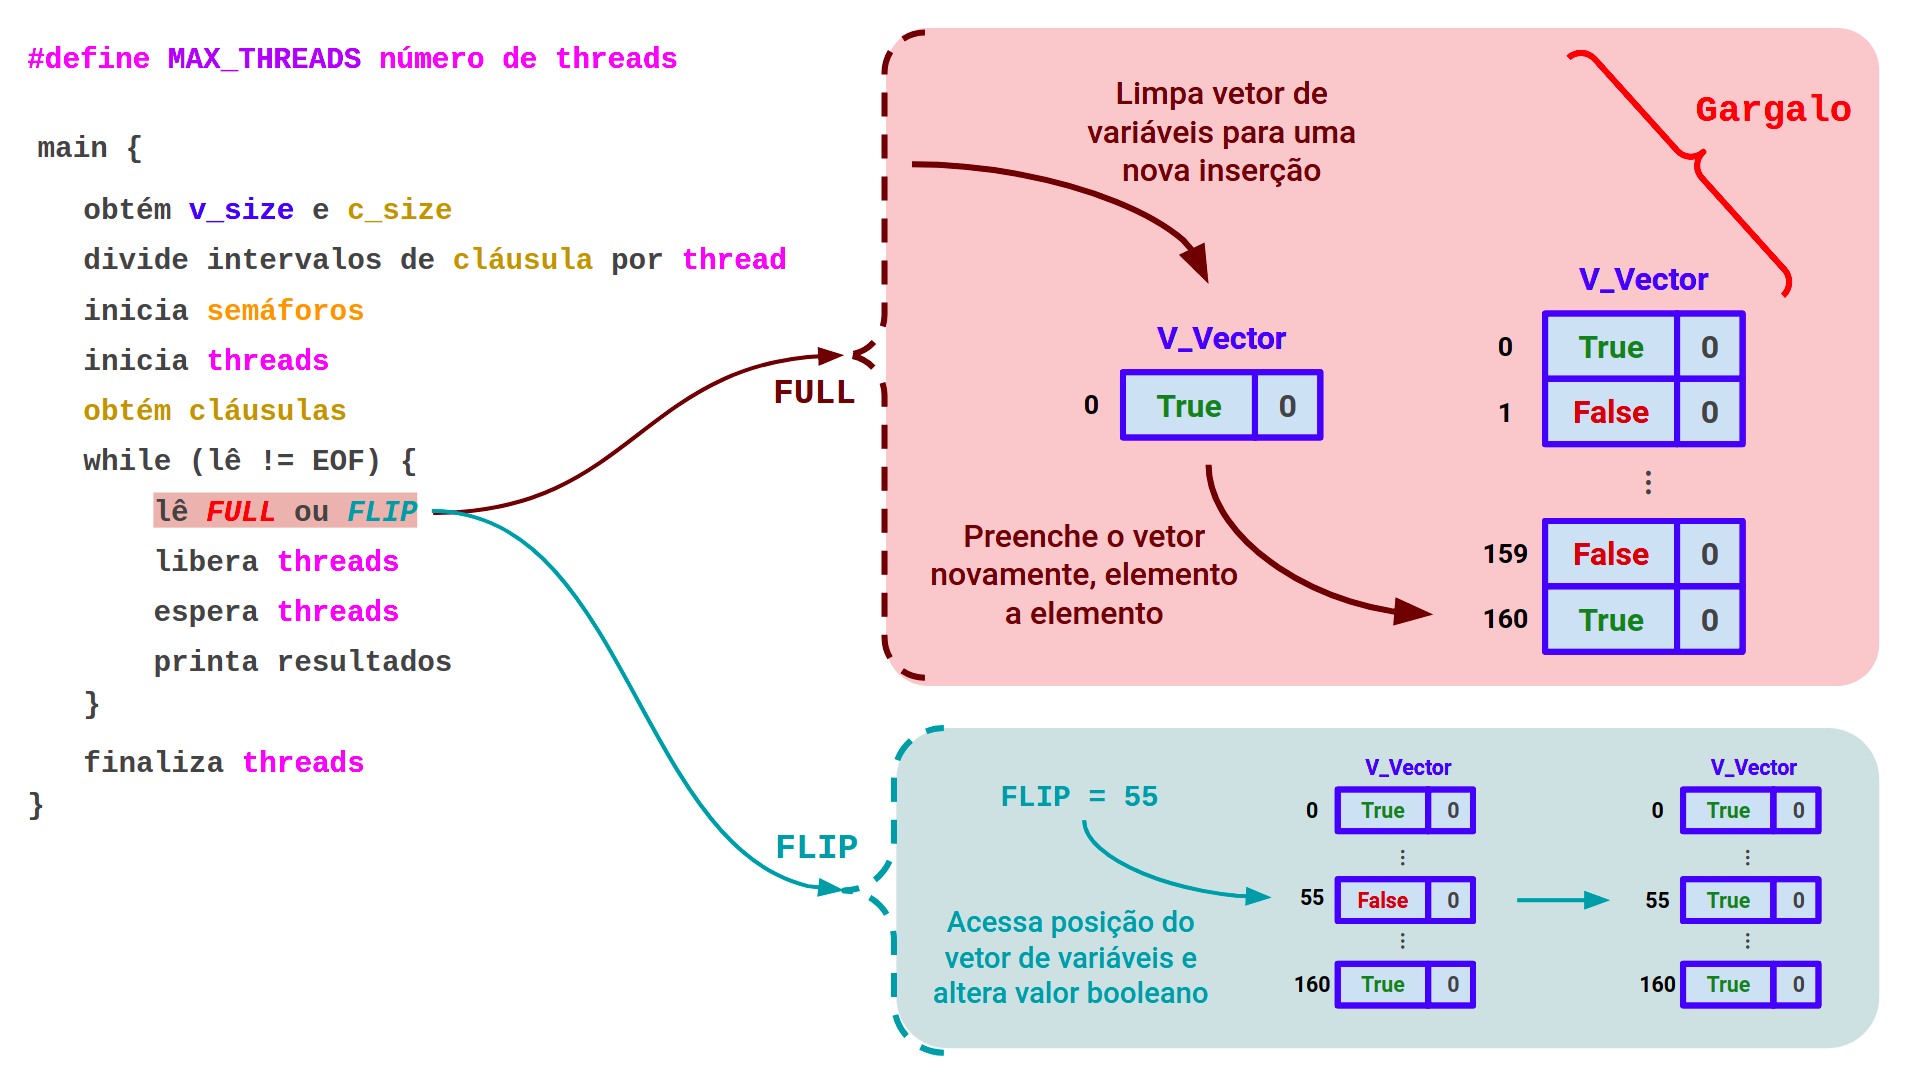 #define MAX_THREADS número de threads
main {
obtém v_size e c_size
divide intervalos de cláusula por thread
inicia semáforos
inicia threads
obtém cláusulas
while (lê != EOF) {
lê FULL ou FLIP
libera threads
espera threads
printa resultados
}
finaliza threads
}
FULL
Limpa vetor de
variáveis para uma
nova inserção
Gargalo
V_Vector
0 True 0
Preenche o vetor
novamente, elemento
a elemento
V_Vector
0 True 0
1 False 0
⋮
159 False 0
160 True 0
FLIP
FLIP = 55
Acessa posição do
vetor de variáveis e
altera valor booleano
V_Vector
0 True 0
⋮
55 False 0
⋮
160 True 0
V_Vector
0 True 0
⋮
55 True 0
⋮
160 True 0